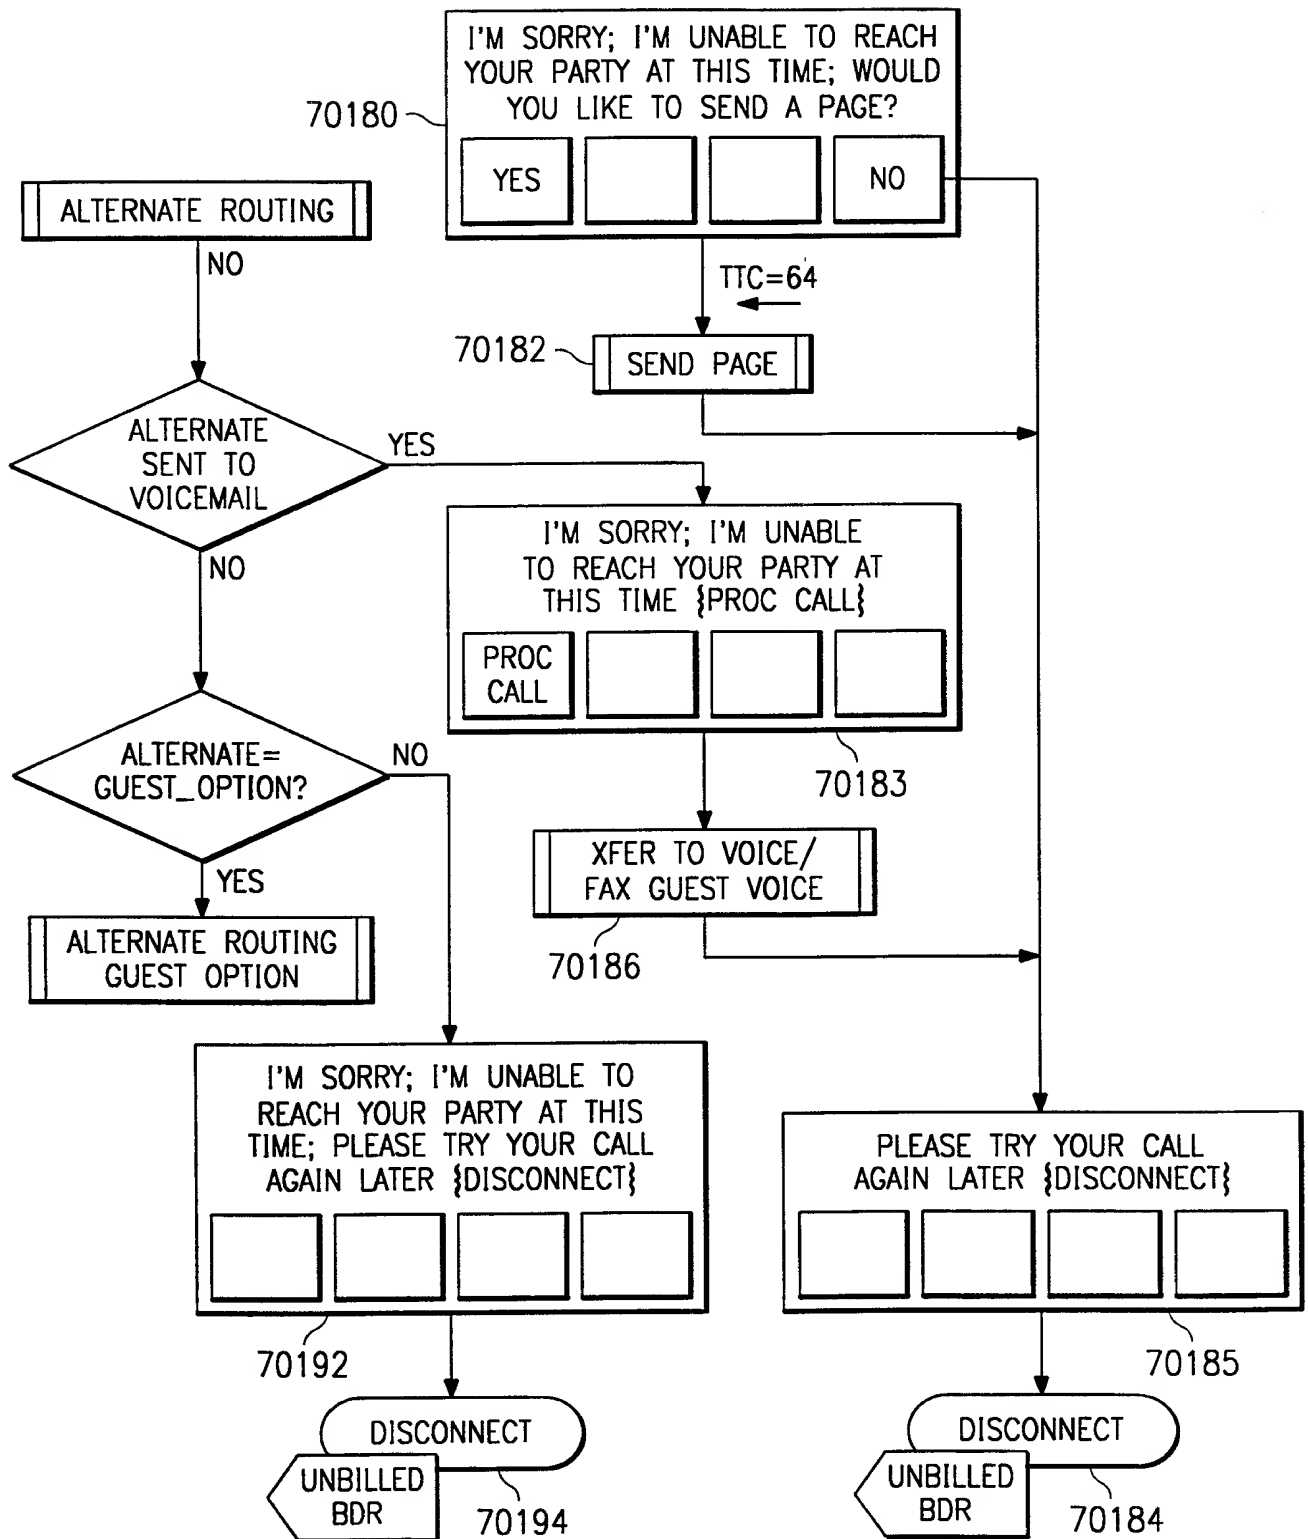 I'M SORRY; I'M UNABLE TO REACH
YOUR PARTY AT THIS TIME; WOULD
YOU LIKE TO SEND A PAGE?
70180
YES
NO
ALTERNATE ROUTING
NO
TTC=64
70182
SEND PAGE
ALTERNATE
SENT TO
VOICEMAIL
YES
NO
I'M SORRY; I'M UNABLE
TO REACH YOUR PARTY AT
THIS TIME {PROC CALL}
PROC
CALL
70183
ALTERNATE=
GUEST_OPTION?
NO
YES
XFER TO VOICE/
FAX GUEST VOICE
70186
ALTERNATE ROUTING
GUEST OPTION
I'M SORRY; I'M UNABLE TO
REACH YOUR PARTY AT THIS
TIME; PLEASE TRY YOUR CALL
AGAIN LATER {DISCONNECT}
70192
PLEASE TRY YOUR CALL
AGAIN LATER {DISCONNECT}
70185
DISCONNECT
UNBILLED
BDR
70194
DISCONNECT
UNBILLED
BDR
70184